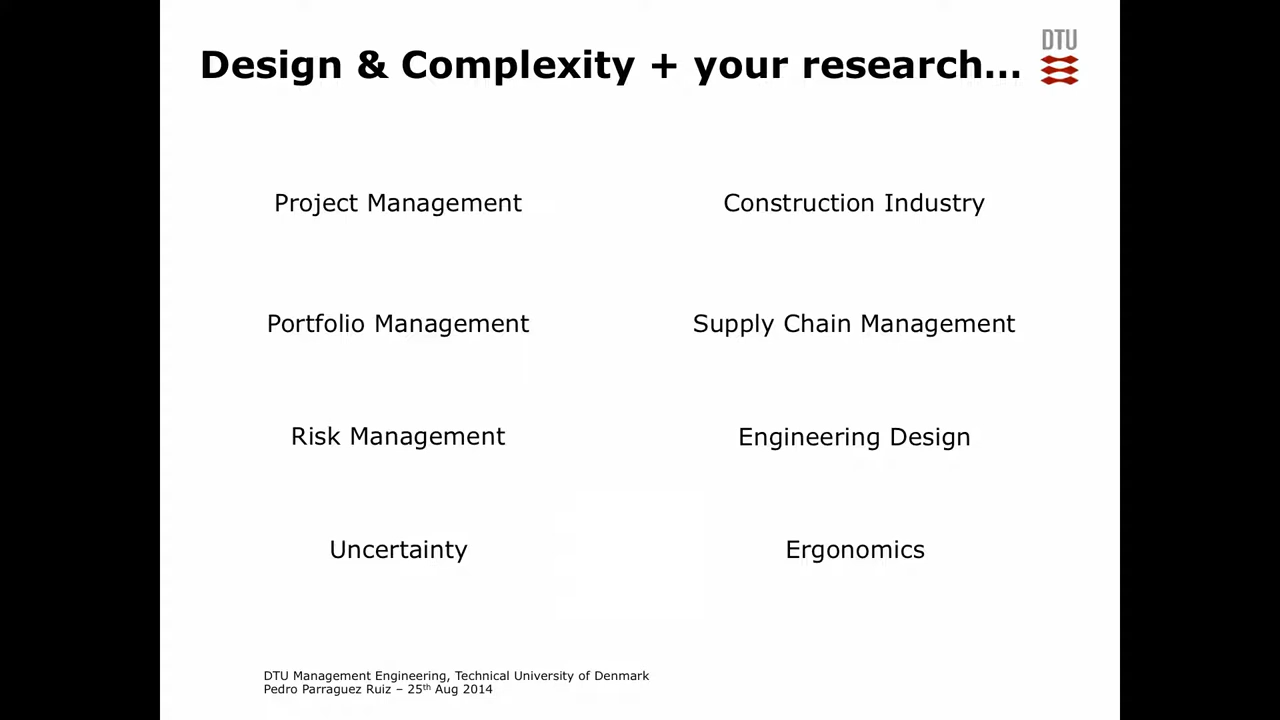 Design & Complexity + your research...
DTU
Project Management
Construction Industry
Portfolio Management
Supply Chain Management
Risk Management
Engineering Design
Uncertainty
Ergonomics
DTU Management Engineering, Technical University of Denmark
Pedro Parraguez Ruiz – 25th Aug 2014